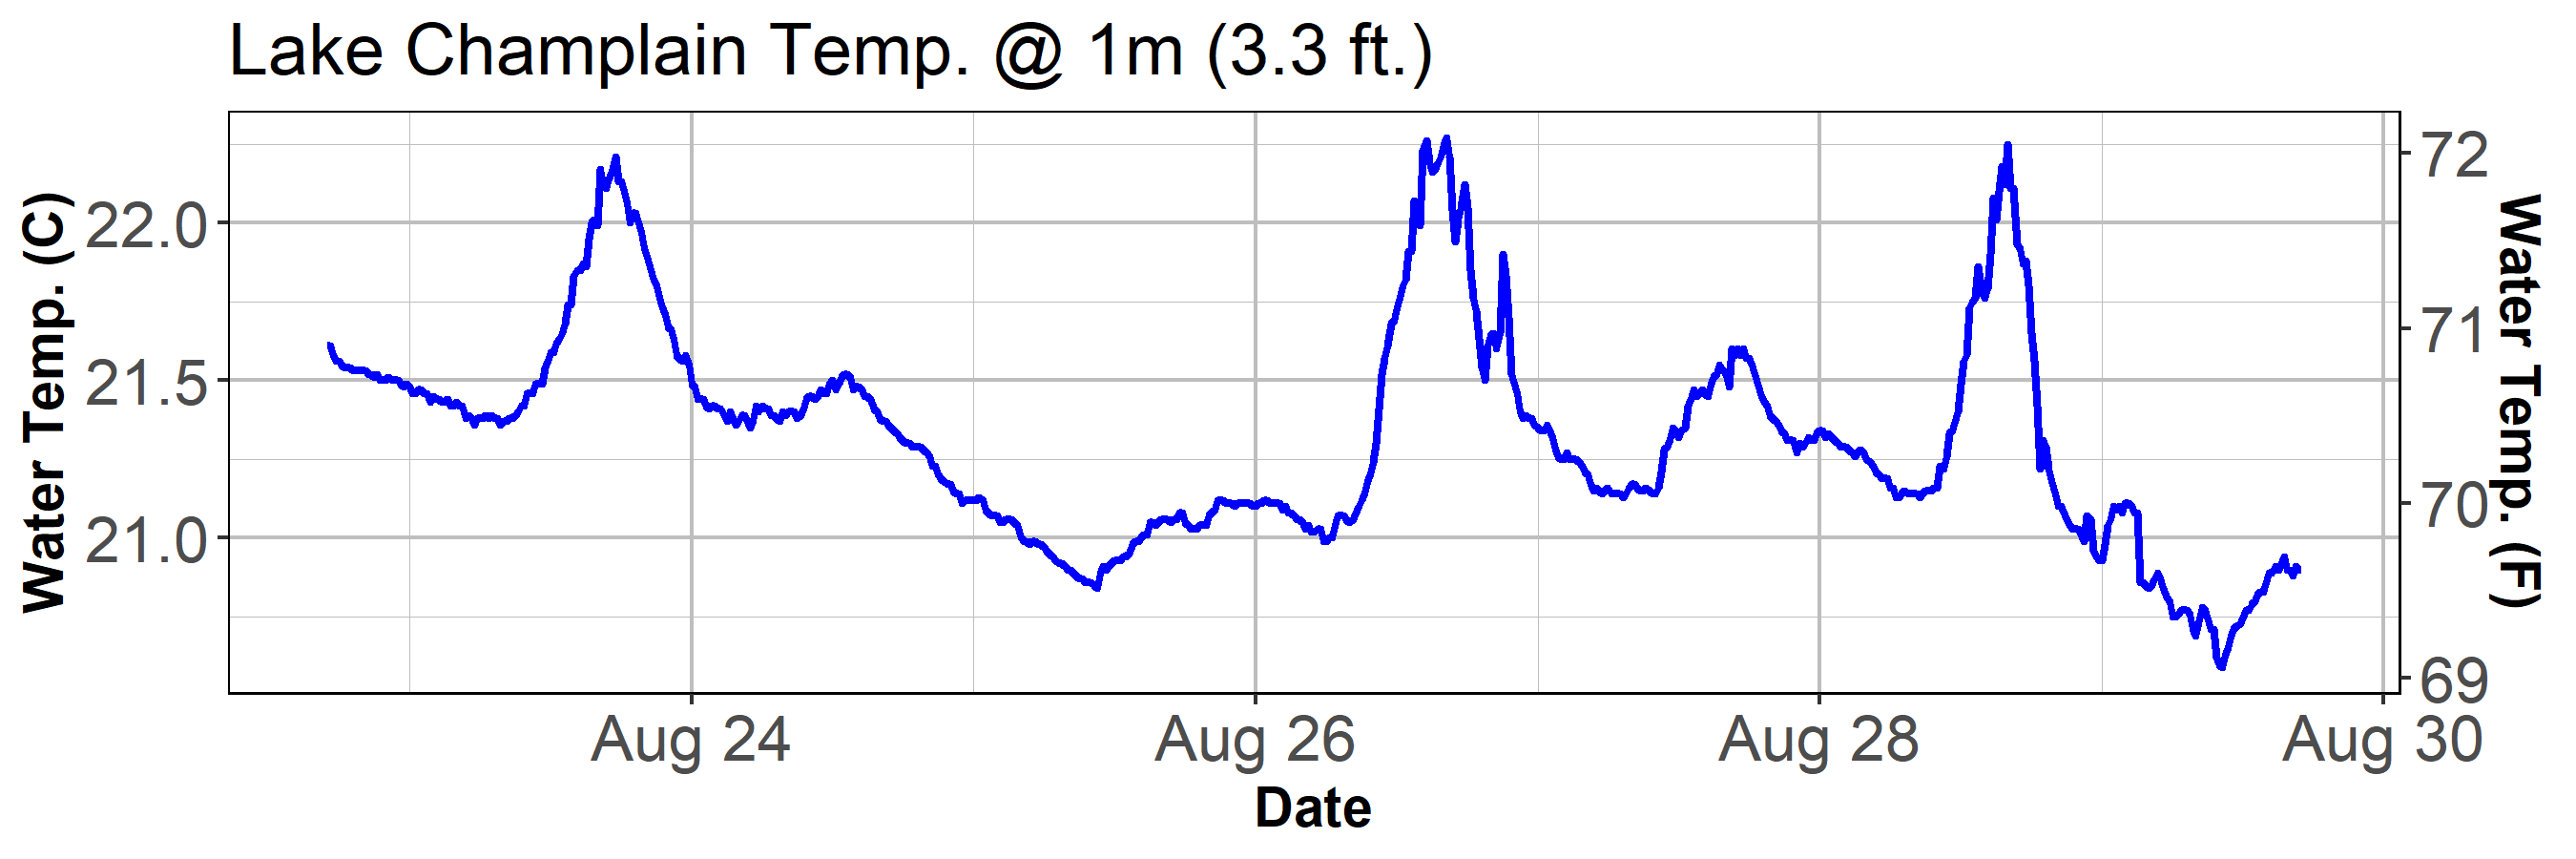 Lake Champlain Temp. @ 1m (3.3 ft.)
Water Temp. (C)
22.0
21.5
21.0
72
71
70
69
Water Temp. (F)
Aug 24
Aug 26
Aug 28
Aug 30
Date